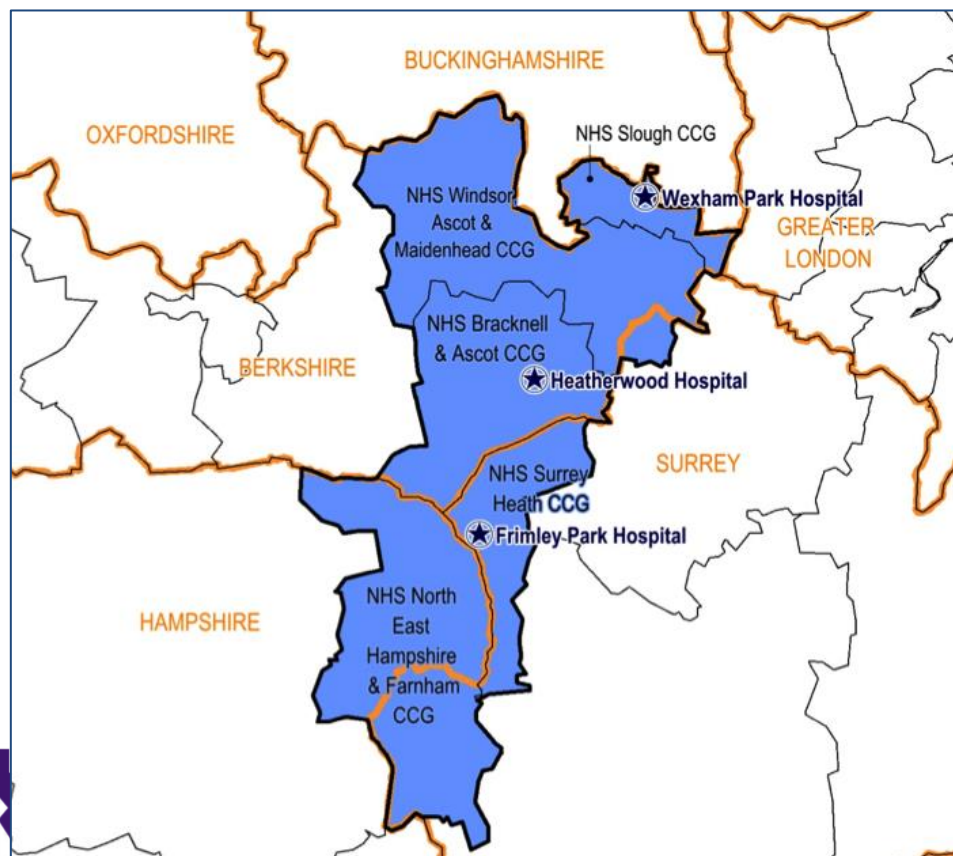 BUCKINGHAMSHIRE
OXFORDSHIRE
NHS Slough CCG
NHS Windsor,
Ascot &
Maidenhead CCG
Wexham Park Hospital
GREATER
LONDON
NHS Bracknell
& Ascot CCG
BERKSHIRE
Heatherwood Hospital
SURREY
NHS Surrey
Heath CCG
Frimley Park Hospital
NHS North
East
Hampshire
& Farnham
CCG
HAMPSHIRE